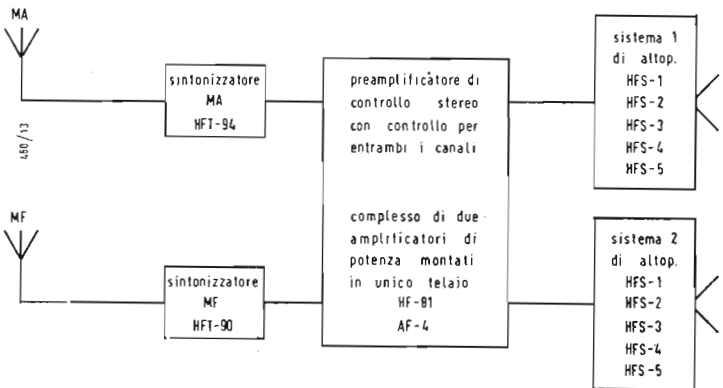 MA
sintonizzatore
MA
HFT-94
460/13
preamplificatore di
controllo stereo
con controllo per
entrambi i canali
sistema 1
di altop.
HFS-1
HFS-2
HFS-3
HFS-4
HFS-5
MF
sintonizzatore
MF
HFT-90
complesso di due
amplificatori di
potenza montati
in unico telaio
HF-81
AF-4
sistema 2
di altop.
HFS-1
HFS-2
HFS-3
HFS-4
HFS-5